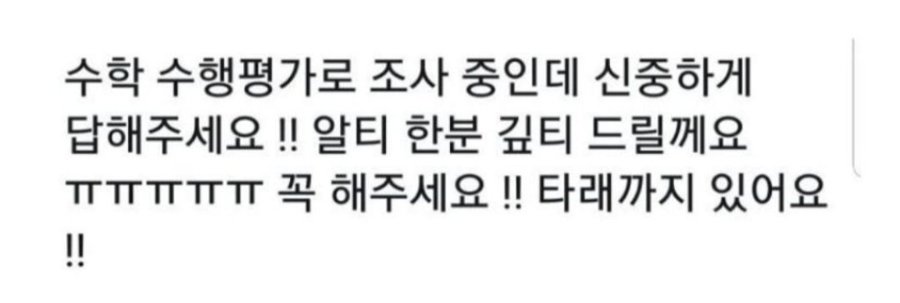 수학 수행평가로 조사 중인데 신중하게
답해주세요 !! 알티 한분 깊티 드릴께요
ㅠㅠㅠㅠㅠ 꼭 해주세요 !! 타래까지 있어요
!!